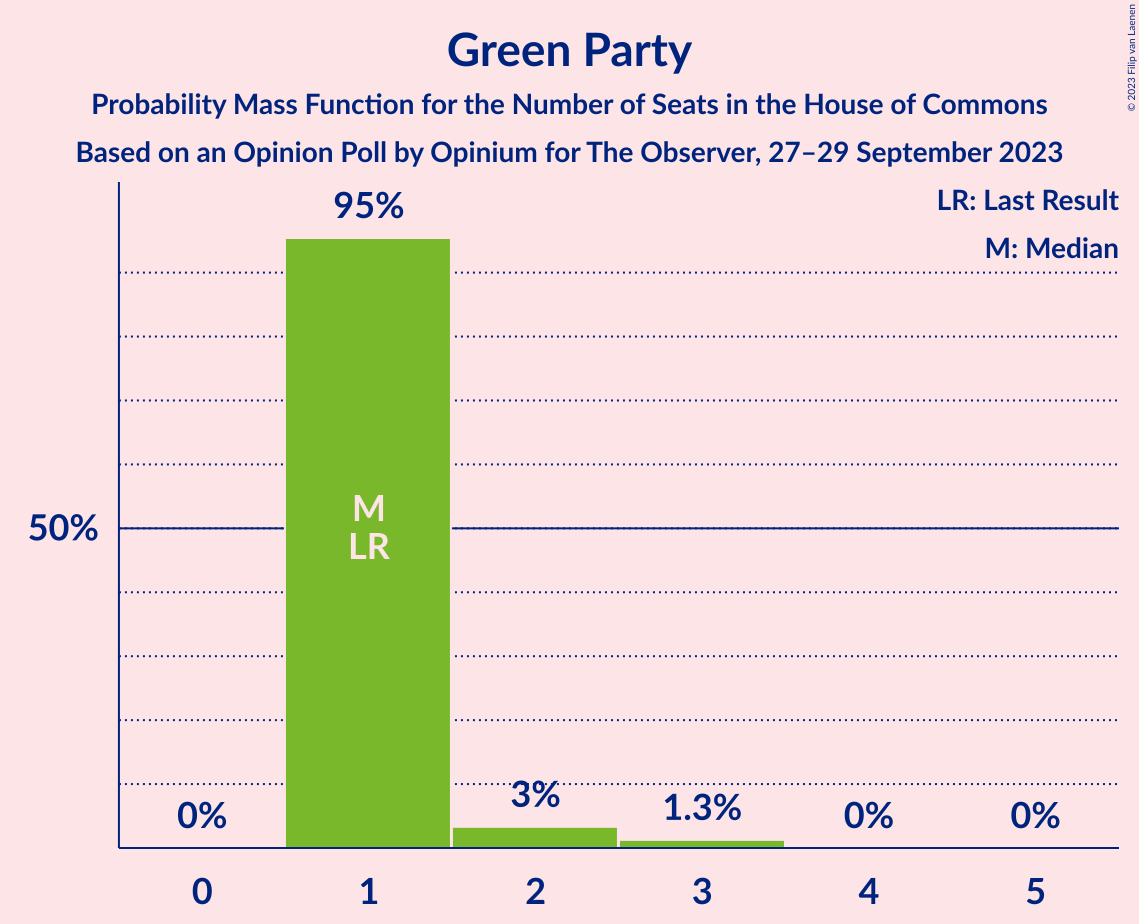 Green Party
Probability Mass Function for the Number of Seats in the House of Commons
Based on an Opinion Poll by Opinium for The Observer, 27–29 September 2023
© 2023 Filip van Laenen
LR: Last Result
M: Median
95%
50%
M
LR
0%
3%
1.3%
0%
0%
0 1 2 3 4 5